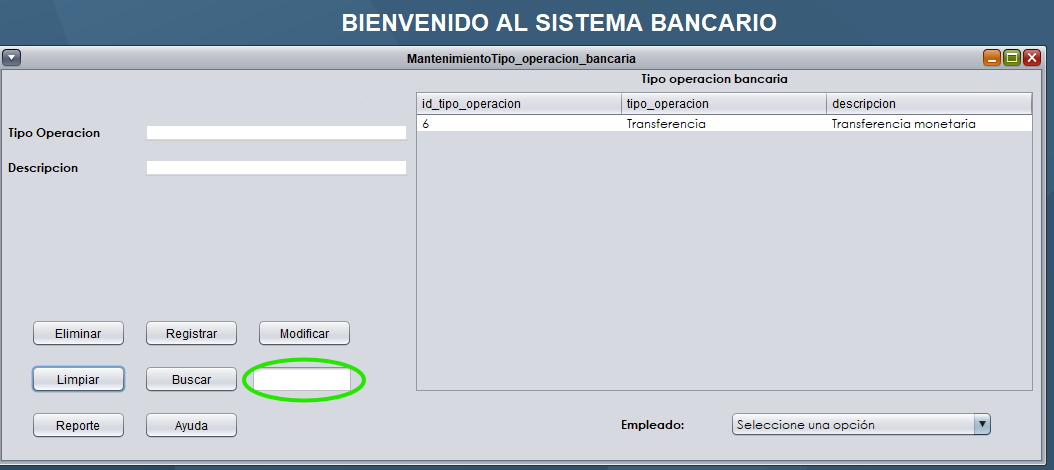 BIENVENIDO AL SISTEMA BANCARIO
MantenimientoTipo_operacion_bancaria
Tipo operacion bancaria
id_tipo_operacion tipo_operacion descripcion
6 Transferencia Transferencia monetaria
Tipo Operacion
Descripcion
Eliminar Registrar Modificar
Limpiar Buscar
Reporte Ayuda
Empleado: Seleccione una opción